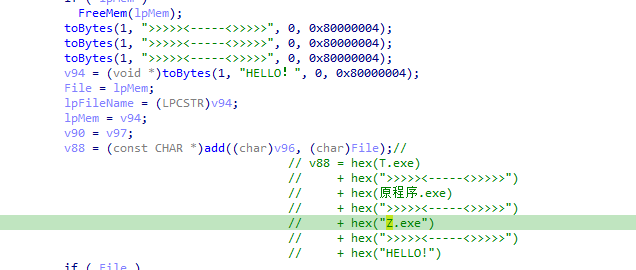 if ( lpMem )
FreeMem(lpMem);
toBytes(1, ">>>>><-----<>>>>>", 0, 0x80000004);
toBytes(1, ">>>>><-----<>>>>>", 0, 0x80000004);
toBytes(1, ">>>>><-----<>>>>>", 0, 0x80000004);
v94 = (void *)toBytes(1, "HELLO！", 0, 0x80000004);
File = lpMem;
lpFileName = (LPCSTR)v94;
lpMem = v94;
v90 = v97;
v88 = (const CHAR *)add((char)v96, (char)File);//
// v88 = hex(T.exe)
//     + hex(">>>>><-----<>>>>>")
//     + hex(原程序.exe)
//     + hex(">>>>><-----<>>>>>")
//     + hex("Z.exe")
//     + hex(">>>>><-----<>>>>>")
//     + hex("HELLO!")
if ( File )